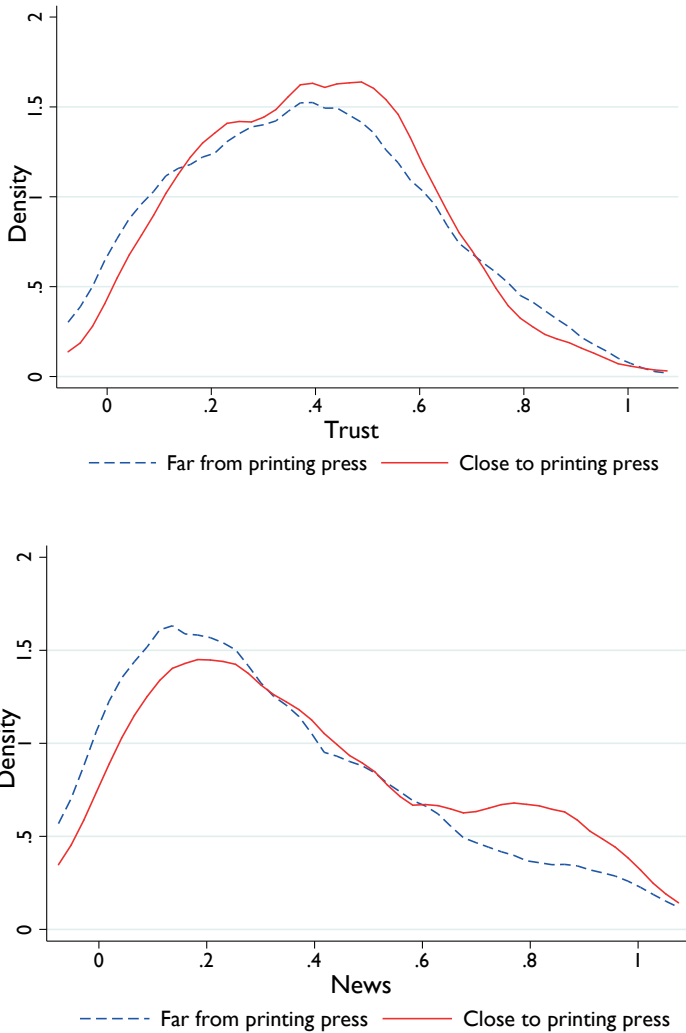 2
1.5
1
.5
0
Density
0 .2 .4 .6 .8 1
Trust
Far from printing press Close to printing press
2
1.5
1
.5
0
Density
0 .2 .4 .6 .8 1
News
Far from printing press Close to printing press